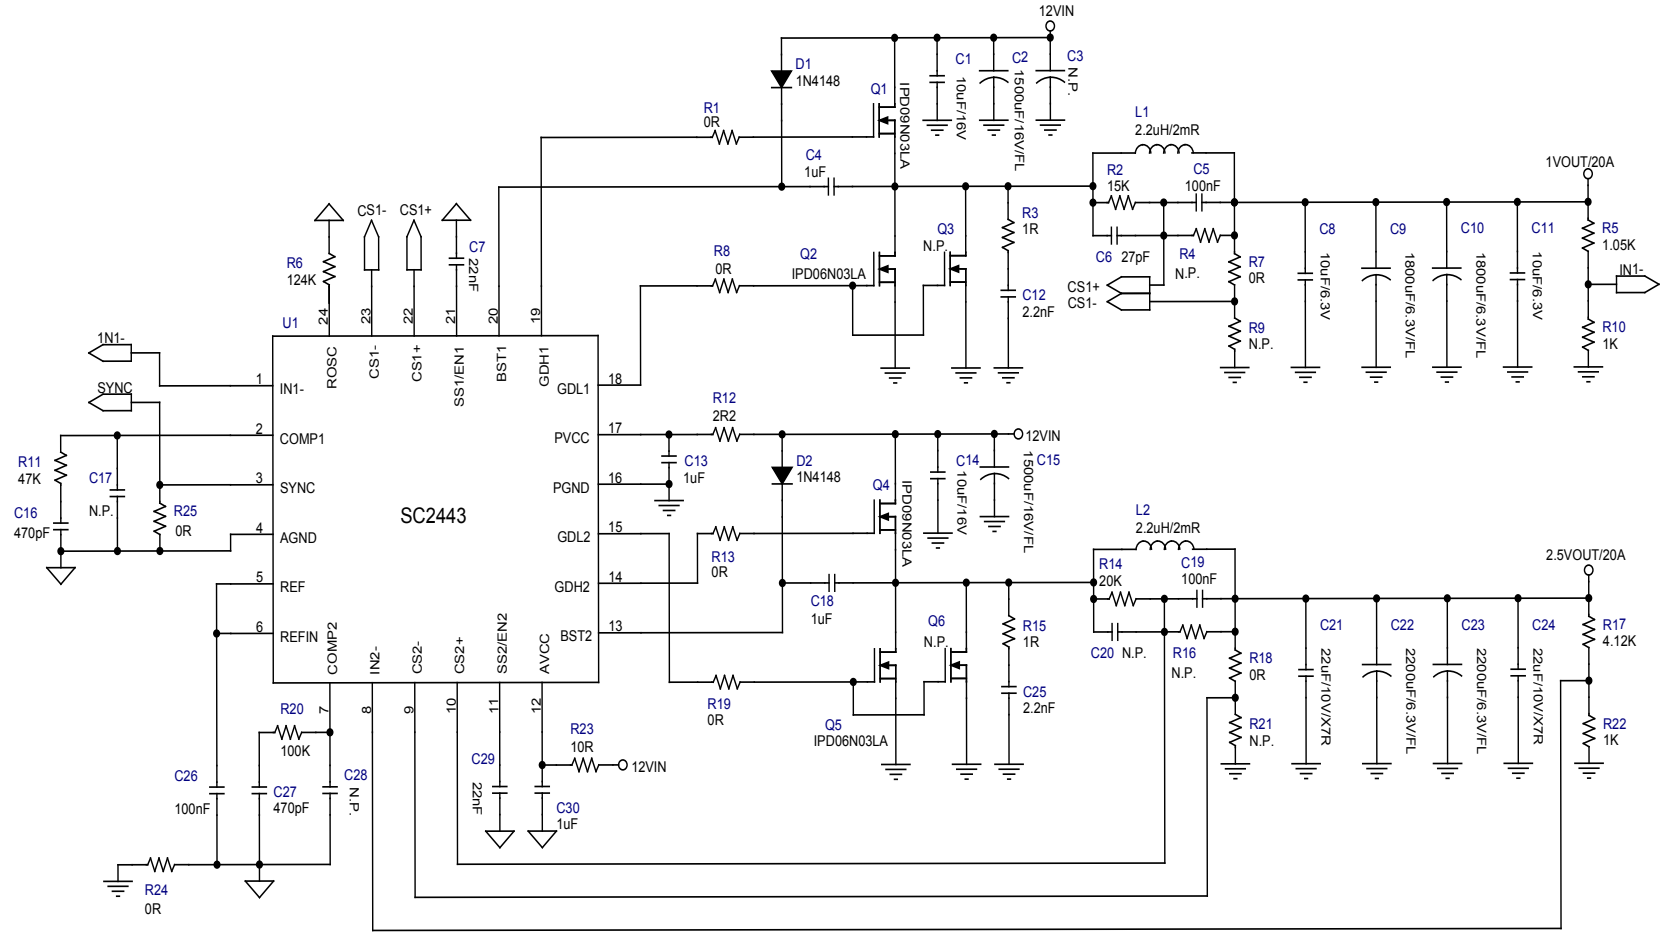 12VIN
D1
1N4148
C1
10uF/16V
C2
1500uF/16V/FL
C3
N.P.
Q1
IPD09N03LA
R1
0R
C4
1uF
L1
2.2uH/2mR
R2
15K
C5
100nF
1VOUT/20A
CS1-
CS1+
C7
22nF
R6
124K
R8
0R
Q2
IPD06N03LA
Q3
N.P.
R3
1R
C12
2.2nF
C6
27pF
R4
N.P.
CS1+
CS1-
R7
0R
R9
N.P.
C8
10uF/6.3V
C9
1800uF/6.3V/FL
C10
1800uF/6.3V/FL
C11
10uF/6.3V
R5
1.05K
IN1-
R10
1K
U1
24
23
22
21
20
19
ROSC
CS1-
CS1+
SS1/EN1
BST1
GDH1
1N1-
SYNC
1
IN1-
2
COMP1
3
SYNC
4
AGND
5
REF
6
REFIN
SC2443
18
GDL1
17
PVCC
16
PGND
15
GDL2
14
GDH2
13
BST2
COMP2
IN2-
CS2-
CS2+
SS2/EN2
AVCC
7
8
9
10
11
12
R11
47K
C17
N.P.
C16
470pF
R25
0R
R12
2R2
C13
1uF
D2
1N4148
12VIN
C14
10uF/16V
C15
1500uF/16V/FL
Q4
IPD09N03LA
R13
0R
C18
1uF
L2
2.2uH/2mR
R14
20K
C19
100nF
2.5VOUT/20A
R19
0R
Q5
IPD06N03LA
Q6
N.P.
R15
1R
C25
2.2nF
C20
N.P.
R16
N.P.
R18
0R
R21
N.P.
C21
22uF/10V/X7R
C22
2200uF/6.3V/FL
C23
2200uF/6.3V/FL
C24
22uF/10V/X7R
R17
4.12K
R22
1K
R20
100K
C26
100nF
C27
470pF
C28
N.P.
C29
22nF
R23
10R
12VIN
C30
1uF
R24
0R